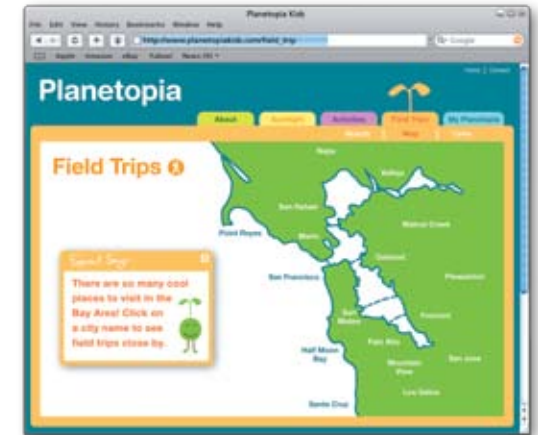 Planetopia Kids
File Edit View History Bookmarks Window Help
http://www.planetopiakids.com/field_trip
Google
Apple Amazon eBay Yahoo! News
Home | Contact
Planetopia
About
Activities
Field Trips
My Planetopia
Map
Field Trips
Napa
Vallejo
San Rafael
Walnut Creek
Point Reyes
Marin
Oakland
San Francisco
Pleasanton
Sprout Says
There are so many cool
places to visit in the
Bay Area! Click on
a city name to see
field trips close by.
San
Mateo
Fremont
Half Moon
Bay
Palo Alto
Mountain
View
San Jose
Los Gatos
Santa Cruz